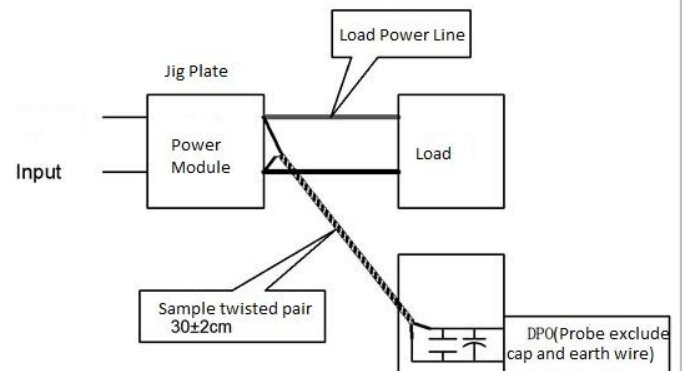 Load Power Line
Jig Plate
Power
Module
Load
Input
Sample twisted pair
30±2cm
DPO(Probe exclude
cap and earth wire)